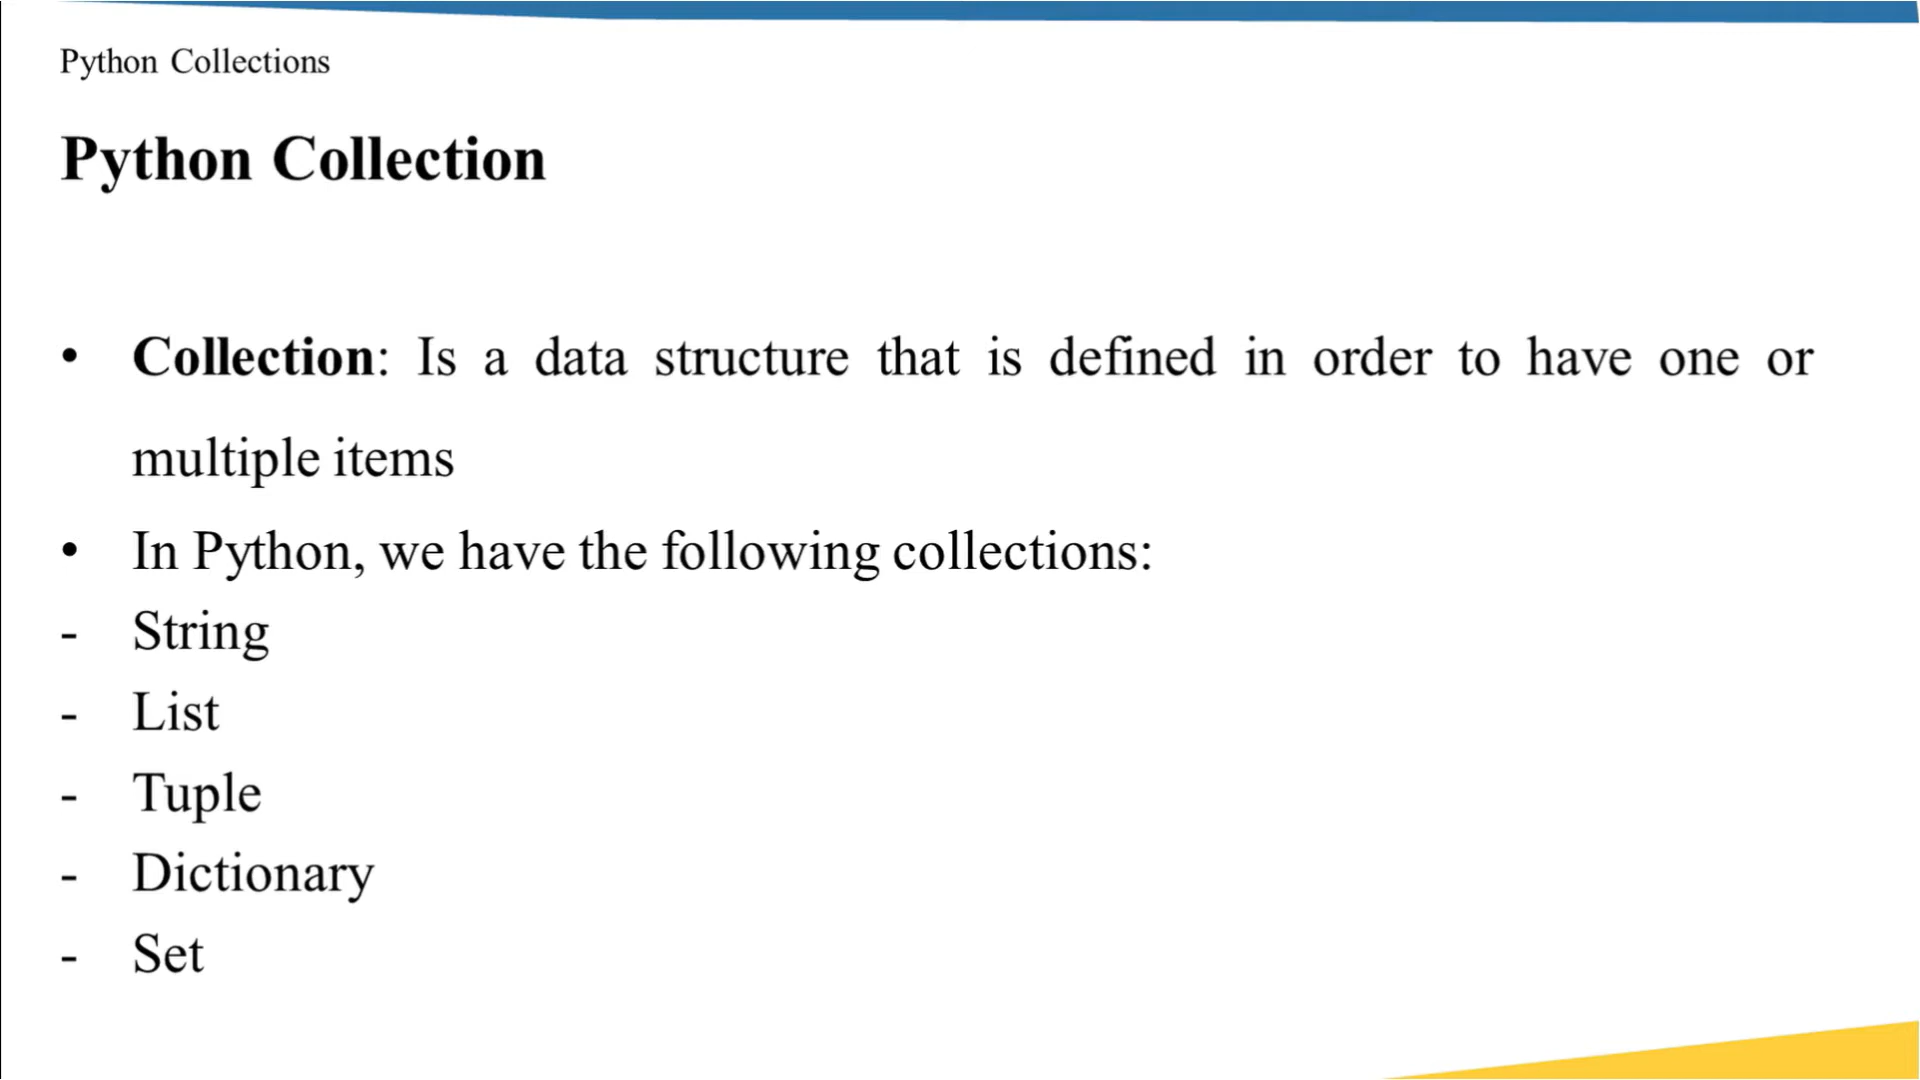 Python Collections
Python Collection
• Collection: Is a data structure that is defined in order to have one or
multiple items
• In Python, we have the following collections:
- String
- List
- Tuple
- Dictionary
- Set